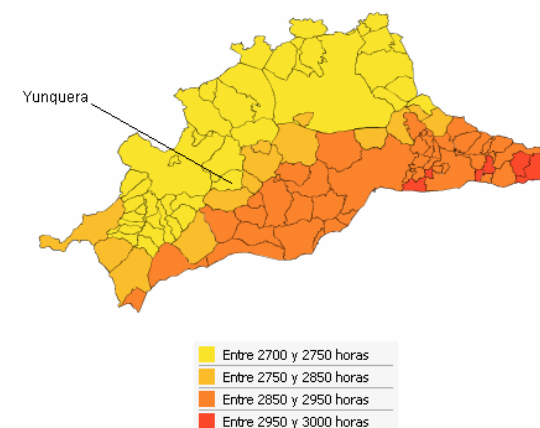 Yunquera
Entre 2700 y 2750 horas
Entre 2750 y 2850 horas
Entre 2850 y 2950 horas
Entre 2950 y 3000 horas